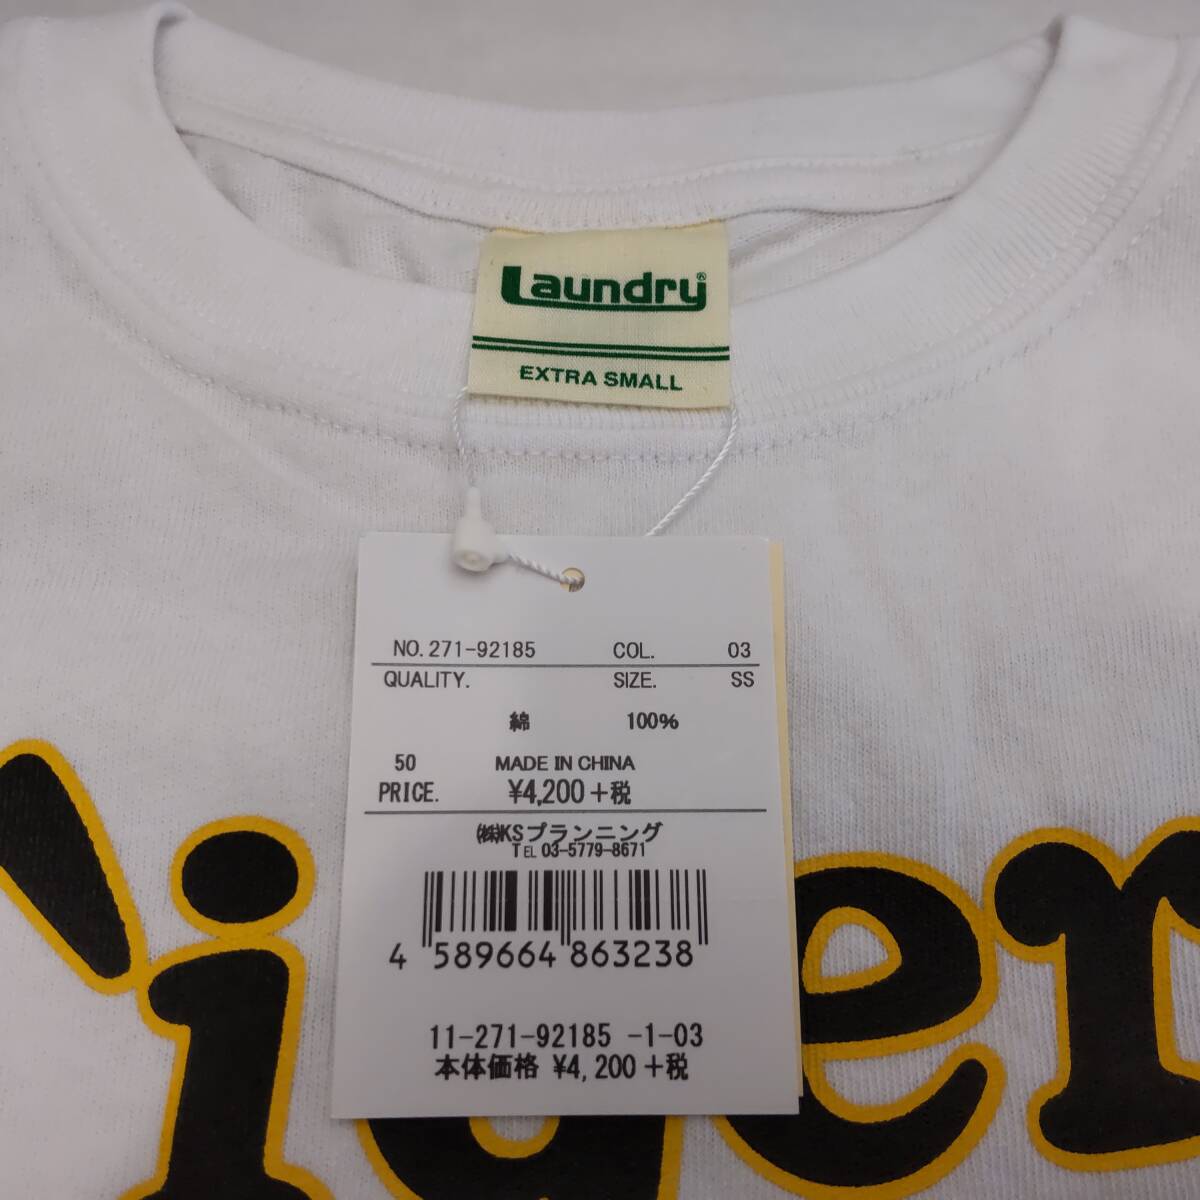 Laundry®
EXTRA SMALL
NO. 271-92185 COL. 03
QUALITY. SIZE. SS
綿 100%
50 MADE IN CHINA
PRICE. ¥4,200+税
㈱KSプランニング
TEL 03-5779-8671
4 589664 863238
11-271-92185 -1-03
本体価格 ¥4,200+税
iger